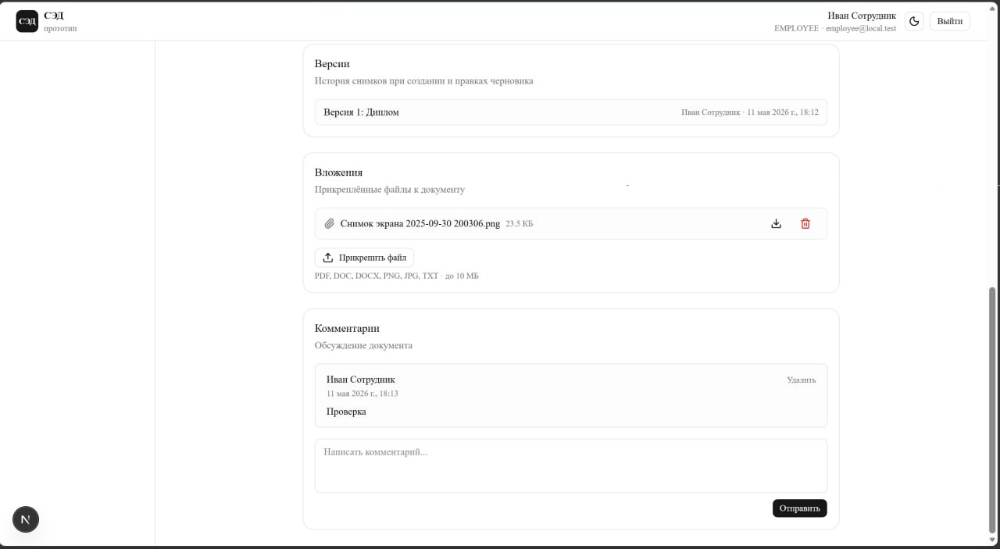 СЭД
СЭД
прототип
Иван Сотрудник
EMPLOYEE · employee@local.test
Выйти
Версии
История снимков при создании и правках черновика
Версия 1: Диплом
Иван Сотрудник · 11 мая 2026 г., 18:12
Вложения
Прикреплённые файлы к документу
Снимок экрана 2025-09-30 200306.png 23.5 КБ
Прикрепить файл
PDF, DOC, DOCX, PNG, JPG, TXT · до 10 МБ
Комментарии
Обсуждение документа
Иван Сотрудник
Удалить
11 мая 2026 г., 18:13
Проверка
Написать комментарий...
Отправить
N